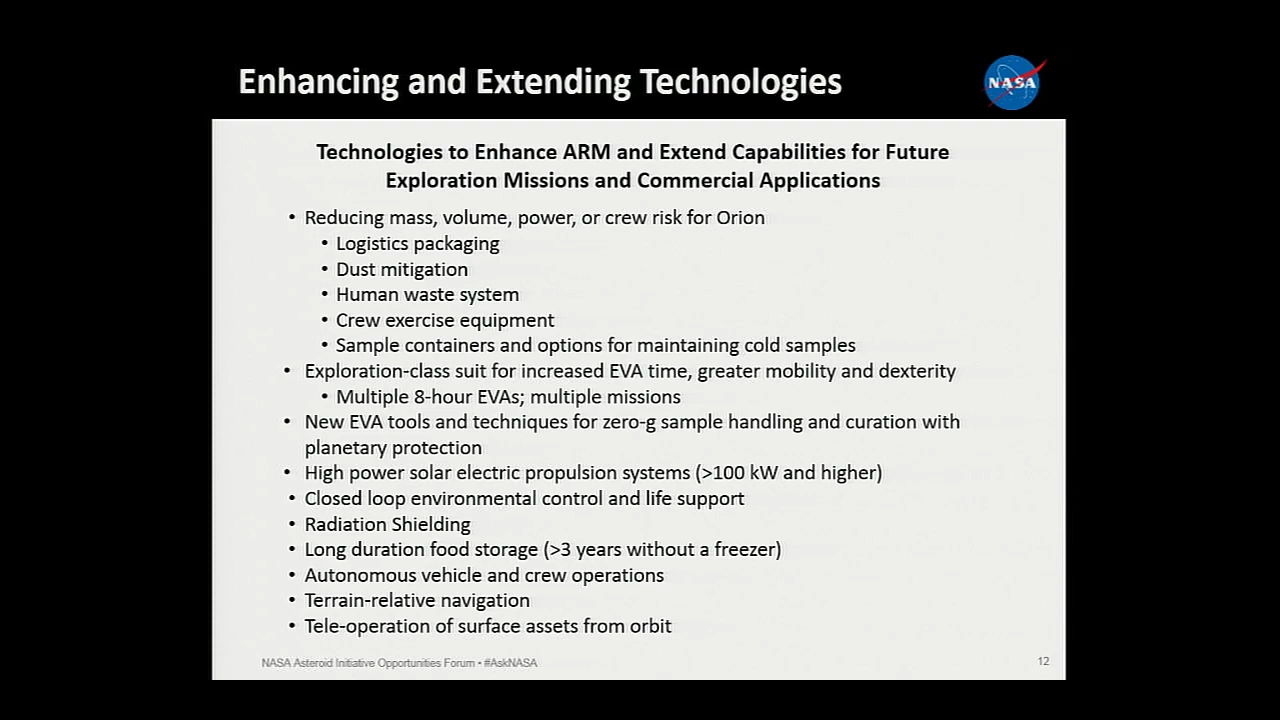 Enhancing and Extending Technologies
NASA
Technologies to Enhance ARM and Extend Capabilities for Future
Exploration Missions and Commercial Applications
• Reducing mass, volume, power, or crew risk for Orion
• Logistics packaging
• Dust mitigation
• Human waste system
• Crew exercise equipment
• Sample containers and options for maintaining cold samples
• Exploration-class suit for increased EVA time, greater mobility and dexterity
• Multiple 8-hour EVAs; multiple missions
• New EVA tools and techniques for zero-g sample handling and curation with
planetary protection
• High power solar electric propulsion systems (>100 kW and higher)
• Closed loop environmental control and life support
• Radiation Shielding
• Long duration food storage (>3 years without a freezer)
• Autonomous vehicle and crew operations
• Terrain-relative navigation
• Tele-operation of surface assets from orbit
NASA Asteroid Initiative Opportunities Forum • #AskNASA
12